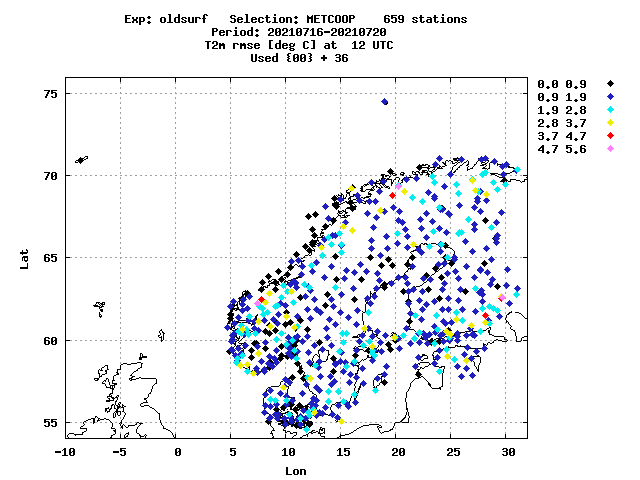 Exp: oldsurf   Selection: METCOOP    659 stations
Period: 20210716-20210720
T2m rmse [deg C] at  12 UTC
Used {00} + 36
0.0 0.9
0.9 1.9
1.9 2.8
2.8 3.7
3.7 4.7
4.7 5.6
75
70
65
60
55
Lat
-10 -5 0 5 10 15 20 25 30
Lon